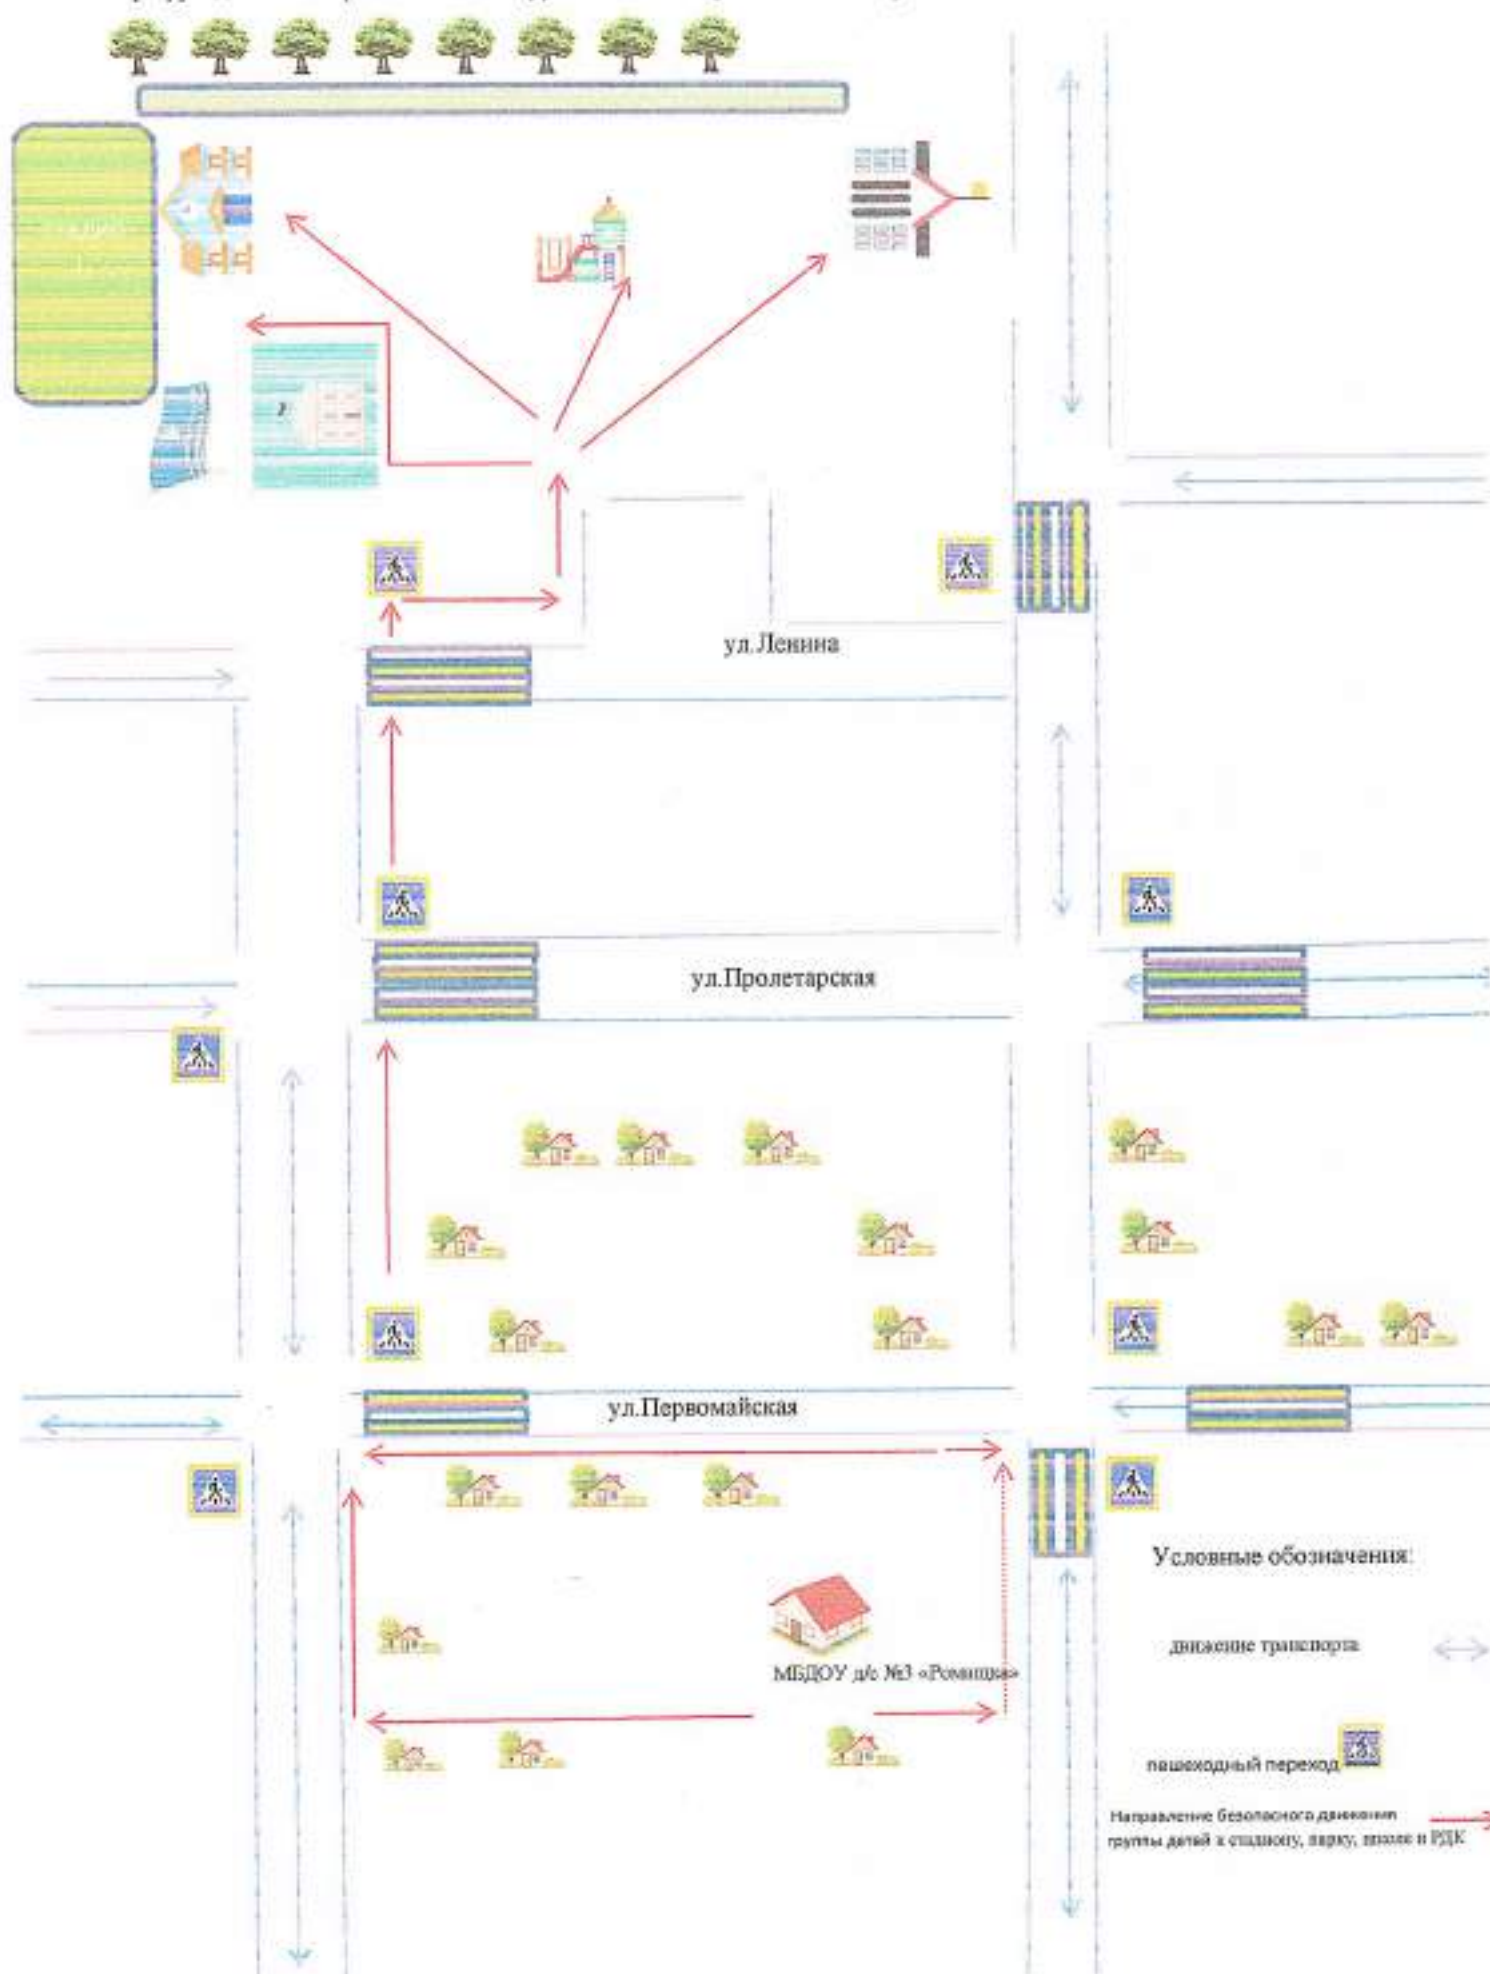 ул.Ленина
ул.Пролетарская
ул.Первомайская
МБДОУ д/с №3 «Ромашка»
Условные обозначения:
движение транспорта
пешеходный переход
Направление безопасного движения
группы детей к стадиону, парку, школе и РДК